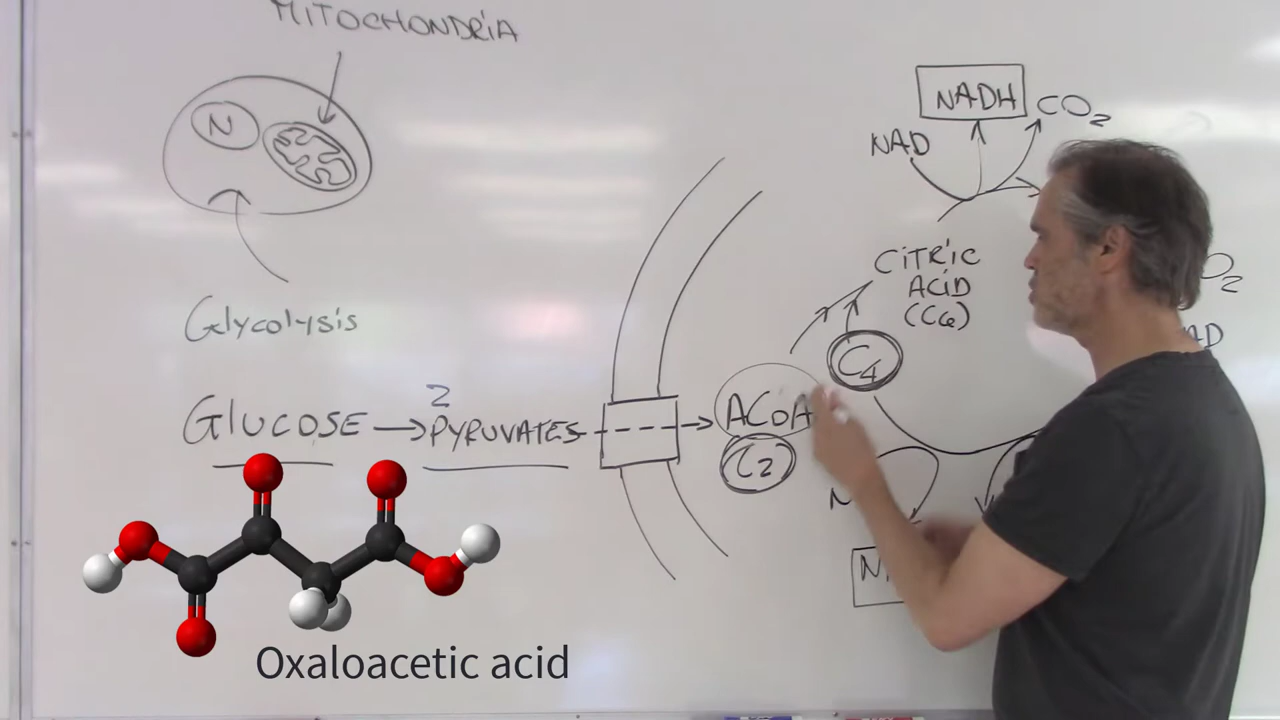 MITOCHONDRIA
N
Glycolysis
GLUCOSE → 2 PYRUVATES
ACoA
C2
C4
CITRIC
ACID
(C6)
NAD
NADH
CO2
Oxaloacetic acid